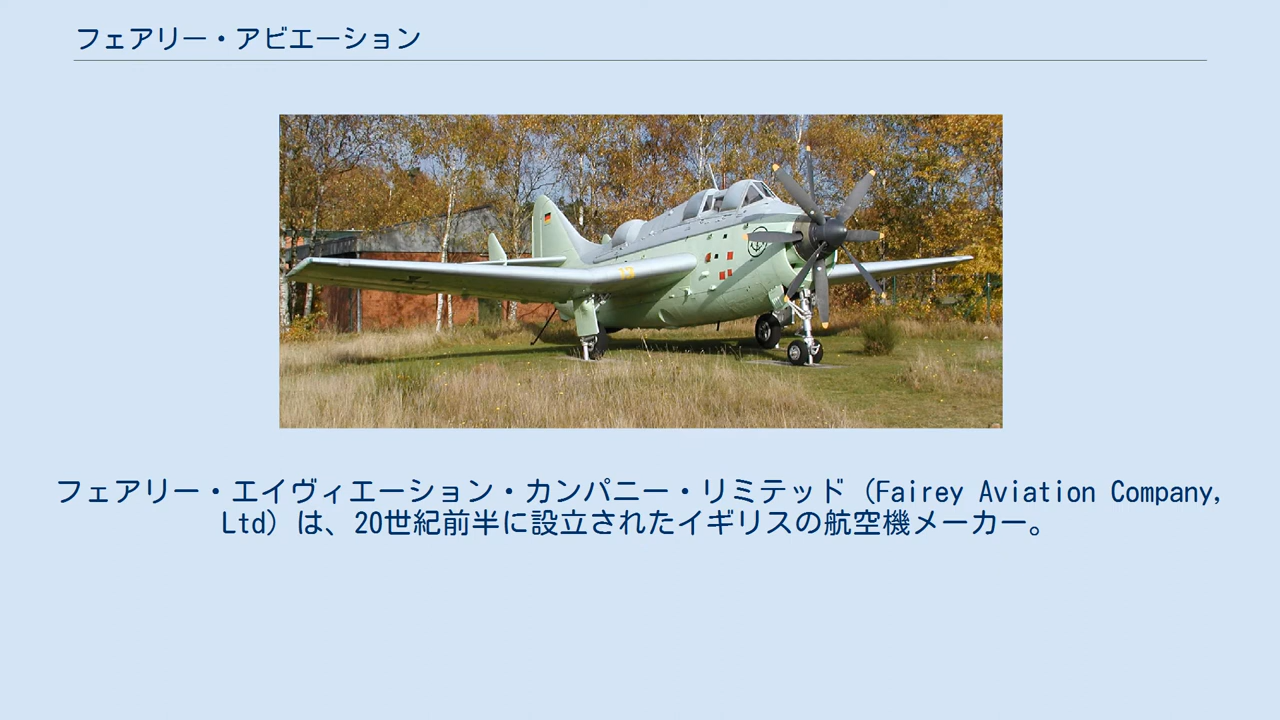 フェアリー・アビエーション
フェアリー・エイヴィエーション・カンパニー・リミテッド (Fairey Aviation Company,
Ltd) は、20世紀前半に設立されたイギリスの航空機メーカー。